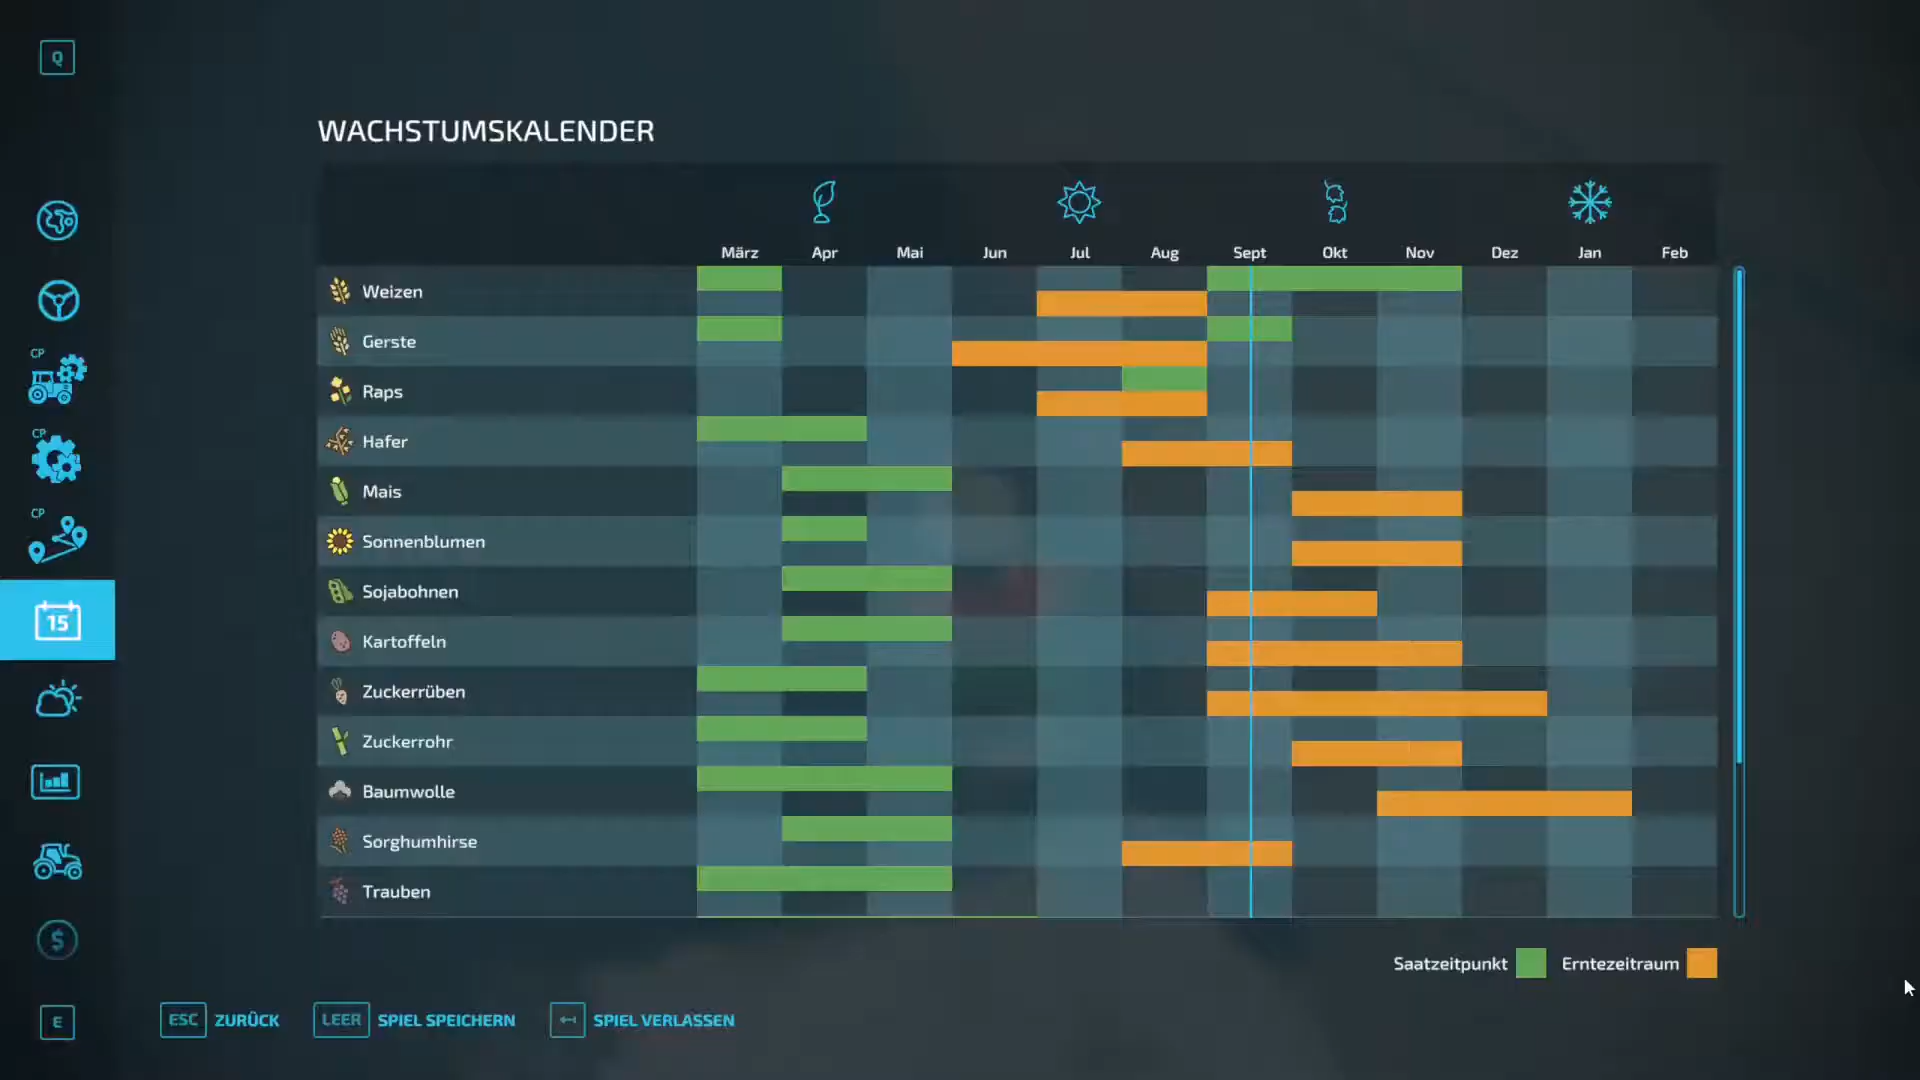 Q
WACHSTUMSKALENDER
März Apr Mai Jun Jul Aug Sept Okt Nov Dez Jan Feb
Weizen
Gerste
Raps
Hafer
Mais
Sonnenblumen
Sojabohnen
Kartoffeln
Zuckerrüben
Zuckerrohr
Baumwolle
Sorghumhirse
Trauben
CP
CP
CP
15
$
E
Saatzeitpunkt Erntezeitraum
ESC ZURÜCK LEER SPIEL SPEICHERN SPIEL VERLASSEN